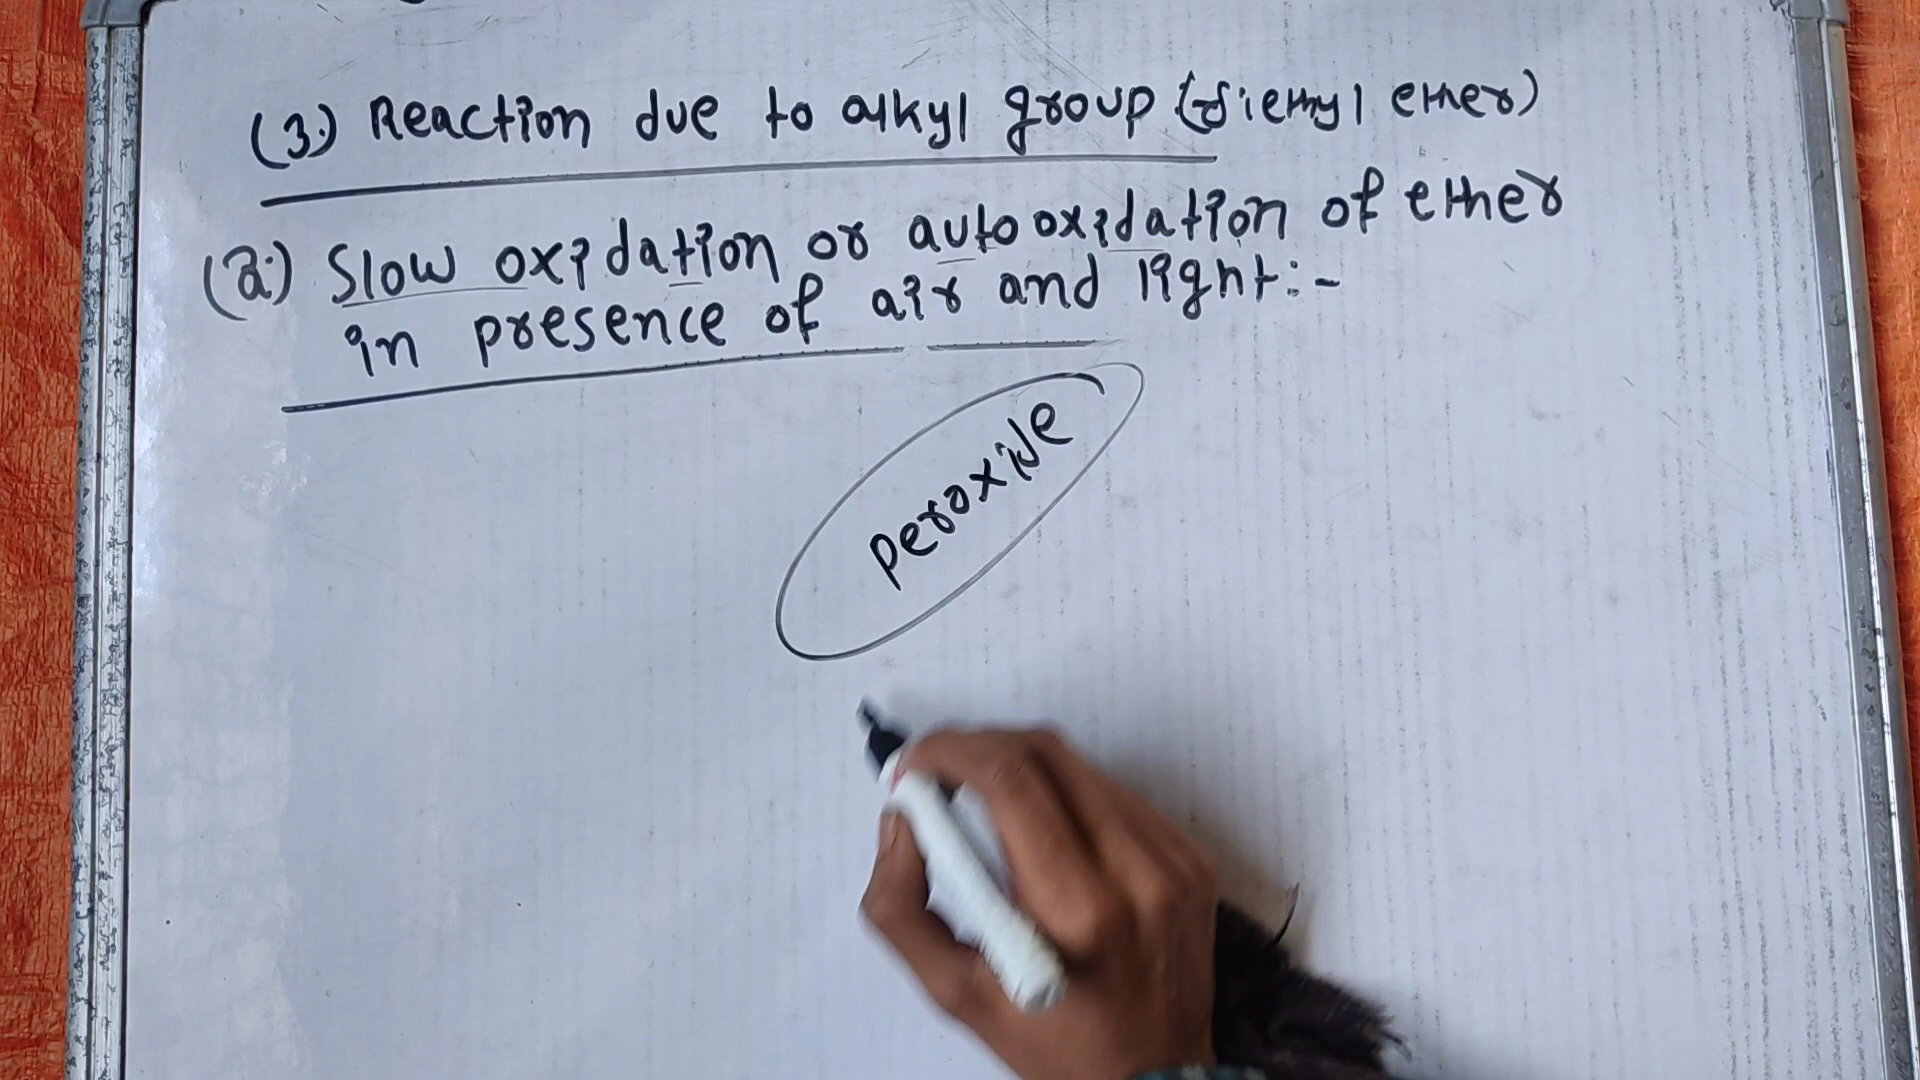 (3.) Reaction due to alkyl group (diethyl ether)
(a.) Slow oxidation or autooxidation of ether
in presence of air and light:-
peroxide